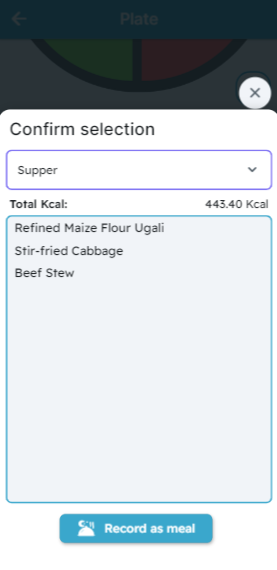 Plate
Confirm selection
Supper
Total Kcal: 443.40 Kcal
Refined Maize Flour Ugali
Stir-fried Cabbage
Beef Stew
Record as meal